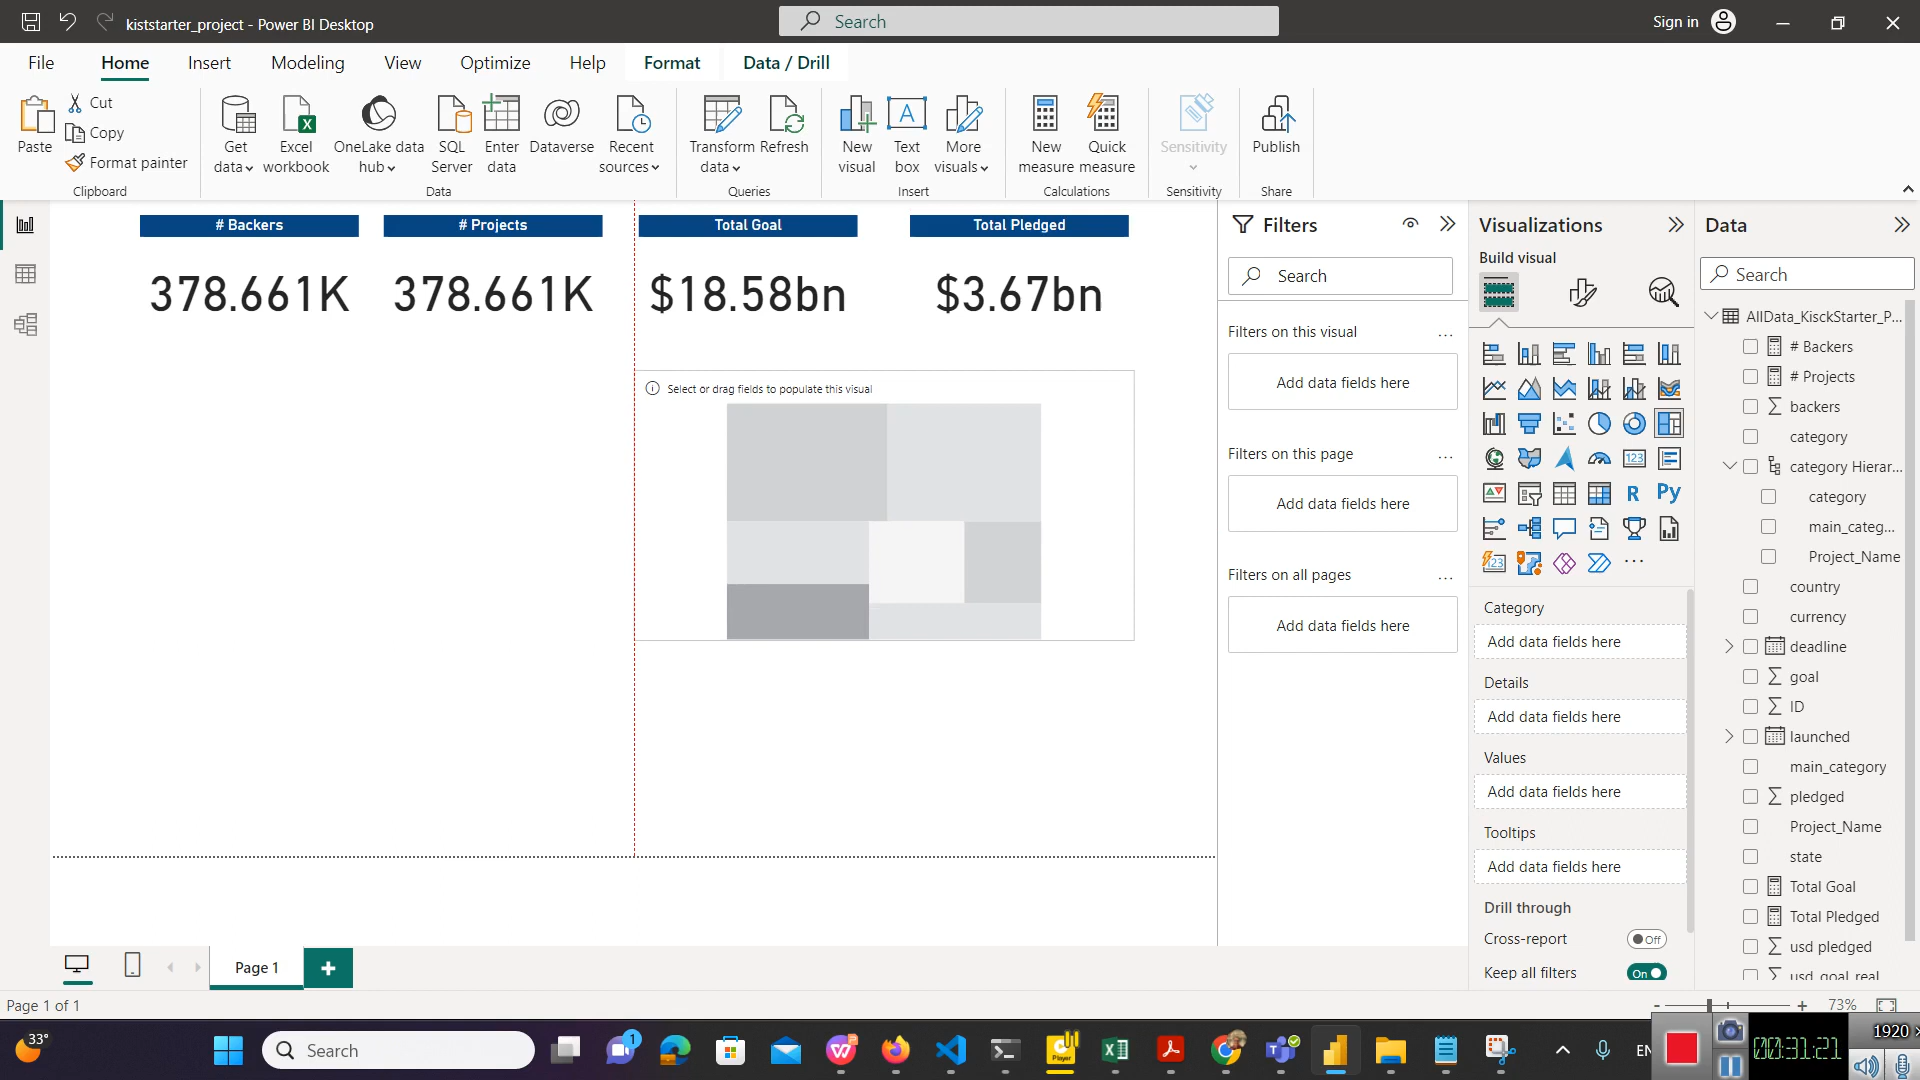 kiststarter_project - Power BI Desktop
Search
Sign in
File
Home
Insert
Modeling
View
Optimize
Help
Format
Data / Drill
Paste
Cut
Copy
Format painter
Clipboard
Get data
Excel workbook
OneLake data hub
SQL Server
Enter data
Dataverse
Recent sources
Data
Transform data
Refresh
Queries
New visual
Text box
More visuals
Insert
New measure
Quick measure
Calculations
Sensitivity
Sensitivity
Publish
Share
# Backers
# Projects
Total Goal
Total Pledged
378.661K
378.661K
$18.58bn
$3.67bn
Select or drag fields to populate this visual
Filters
Search
Filters on this visual
...
Add data fields here
Filters on this page
...
Add data fields here
Filters on all pages
...
Add data fields here
Visualizations
Build visual
123
R
Py
123
...
Category
Add data fields here
Details
Add data fields here
Values
Add data fields here
Tooltips
Add data fields here
Drill through
Cross-report
Off
Keep all filters
On
Data
Search
AllData_KisckStarter_P...
# Backers
# Projects
backers
category
category Hierar...
category
main_categ...
Project_Name
country
currency
deadline
goal
ID
launched
main_category
pledged
Project_Name
state
Total Goal
Total Pledged
usd pledged
usd_goal_real
Page 1
Page 1 of 1
- + 73%
33°
Search
1
Player
EN
1920
00:31:21